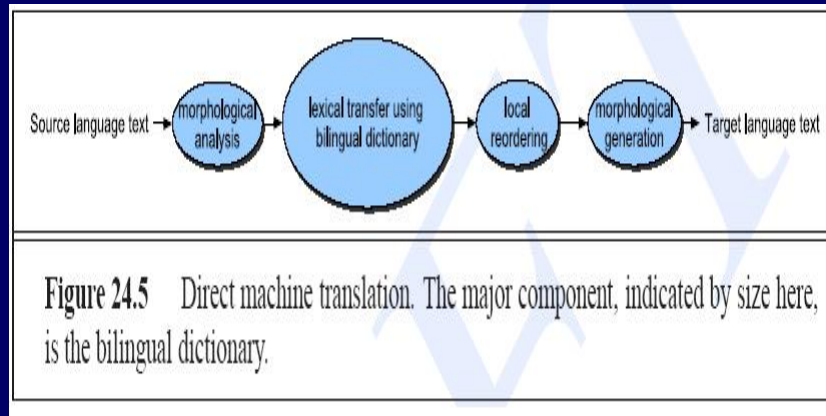 Source language text
morphological
analysis
lexical transfer using
bilingual dictionary
local
reordering
morphological
generation
Target language text
Figure 24.5 Direct machine translation. The major component, indicated by size here,
is the bilingual dictionary.